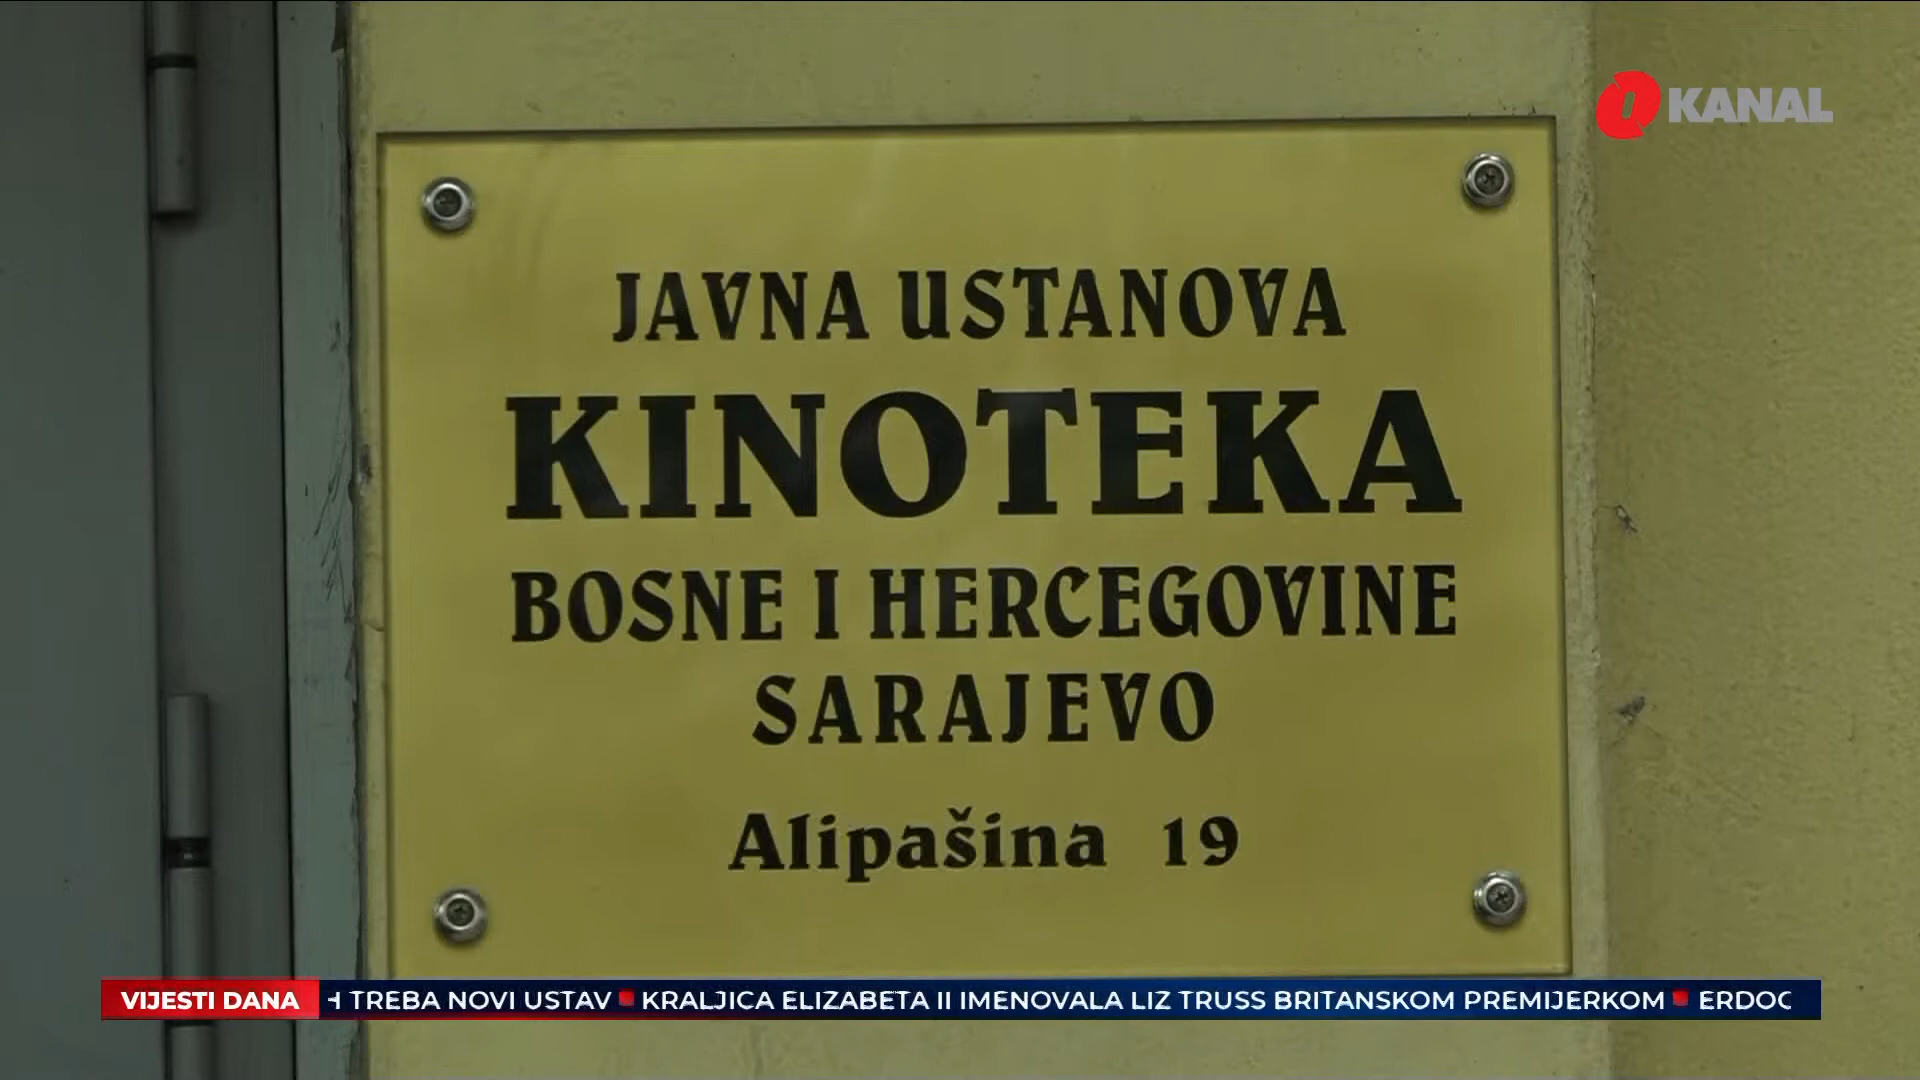 KANAL
JAVNA USTANOVA
KINOTEKA
BOSNE I HERCEGOVINE
SARAJEVO
Alipašina 19
VIJESTI DANA
TREBA NOVI USTAV ▪ KRALJICA ELIZABETA II IMENOVALA LIZ TRUSS BRITANSKOM PREMIJERKOM ▪